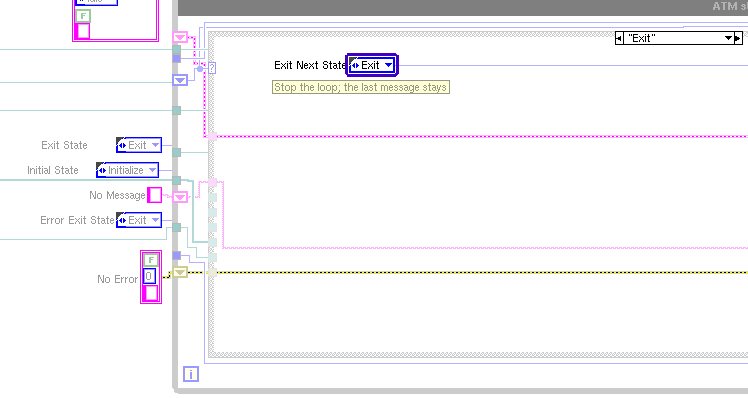 ATM s
F
"Exit"
Exit Next State Exit
Stop the loop; the last message stays
Exit State Exit
Initial State Initialize
No Message
Error Exit State Exit
F
No Error 0
i